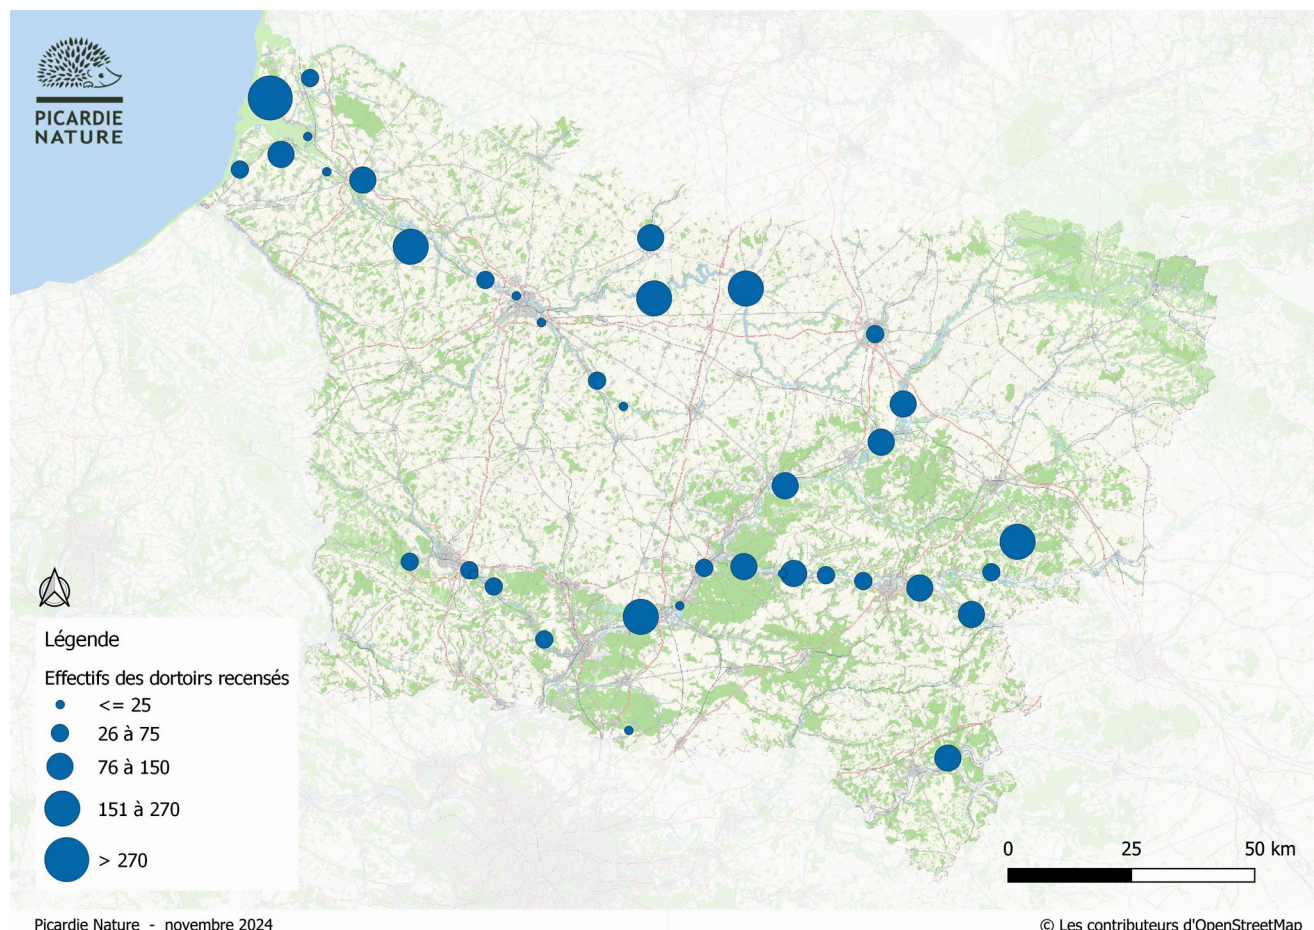 PICARDIE
NATURE
Légende
Effectifs des dortoirs recensés
<= 25
26 à 75
76 à 150
151 à 270
> 270
0 25 50 km
Picardie Nature - novembre 2024
© Les contributeurs d'OpenStreetMap